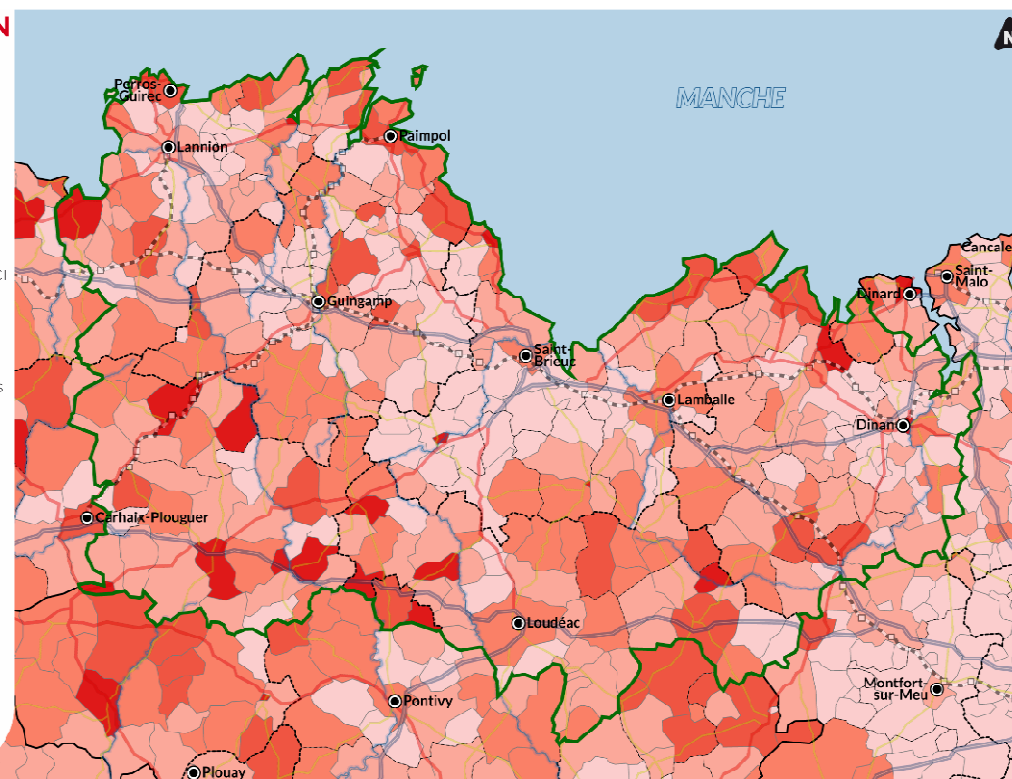 N
N
MANCHE
Perros-
Guirec
Paimpol
Lannion
Cancale
Saint-
Malo
CI
Dinard
Guingamp
Saint-
Brieuc
s
Lamballe
Dinan
Carhaix-Plouguer
Loudéac
Montfort-
sur-Meu
Pontivy
Plouay